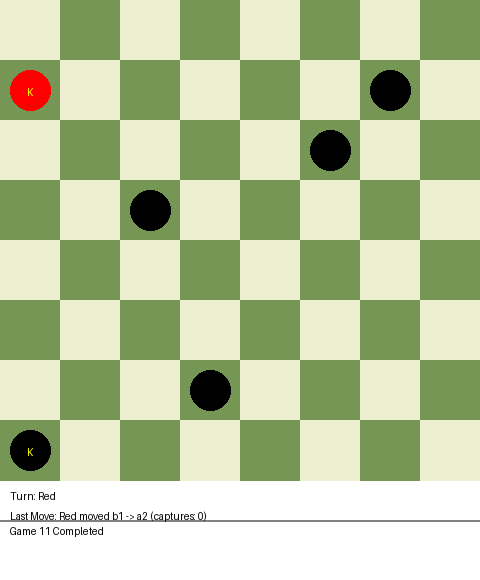 K
K
Turn: Red
Last Move: Red moved b1 -> a2 (captures: 0)
Game 11 Completed